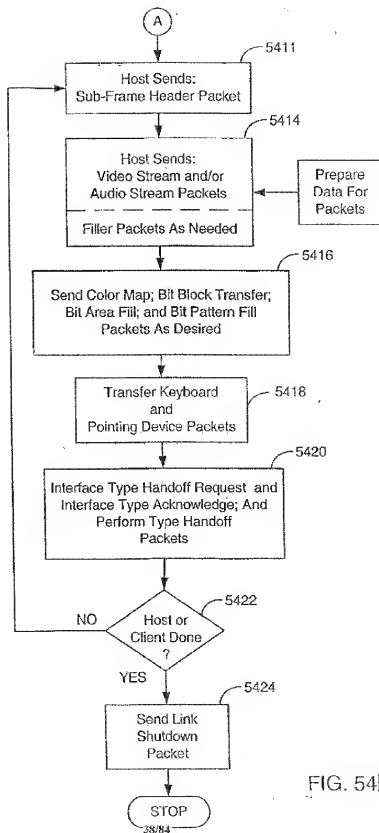 A
5411
Host Sends:
Sub-Frame Header Packet
5414
Host Sends:
Video Stream and/or
Audio Stream Packets
Filler Packets As Needed
Prepare
Data For
Packets
5416
Send Color Map; Bit Block Transfer;
Bit Area Fill; and Bit Pattern Fill
Packets As Desired
5418
Transfer Keyboard
and
Pointing Device Packets
5420
Interface Type Handoff Request and
Interface Type Acknowledge; And
Perform Type Handoff
Packets
5422
Host or
Client Done
?
NO
YES
5424
Send Link
Shutdown
Packet
FIG. 54
STOP
38/84